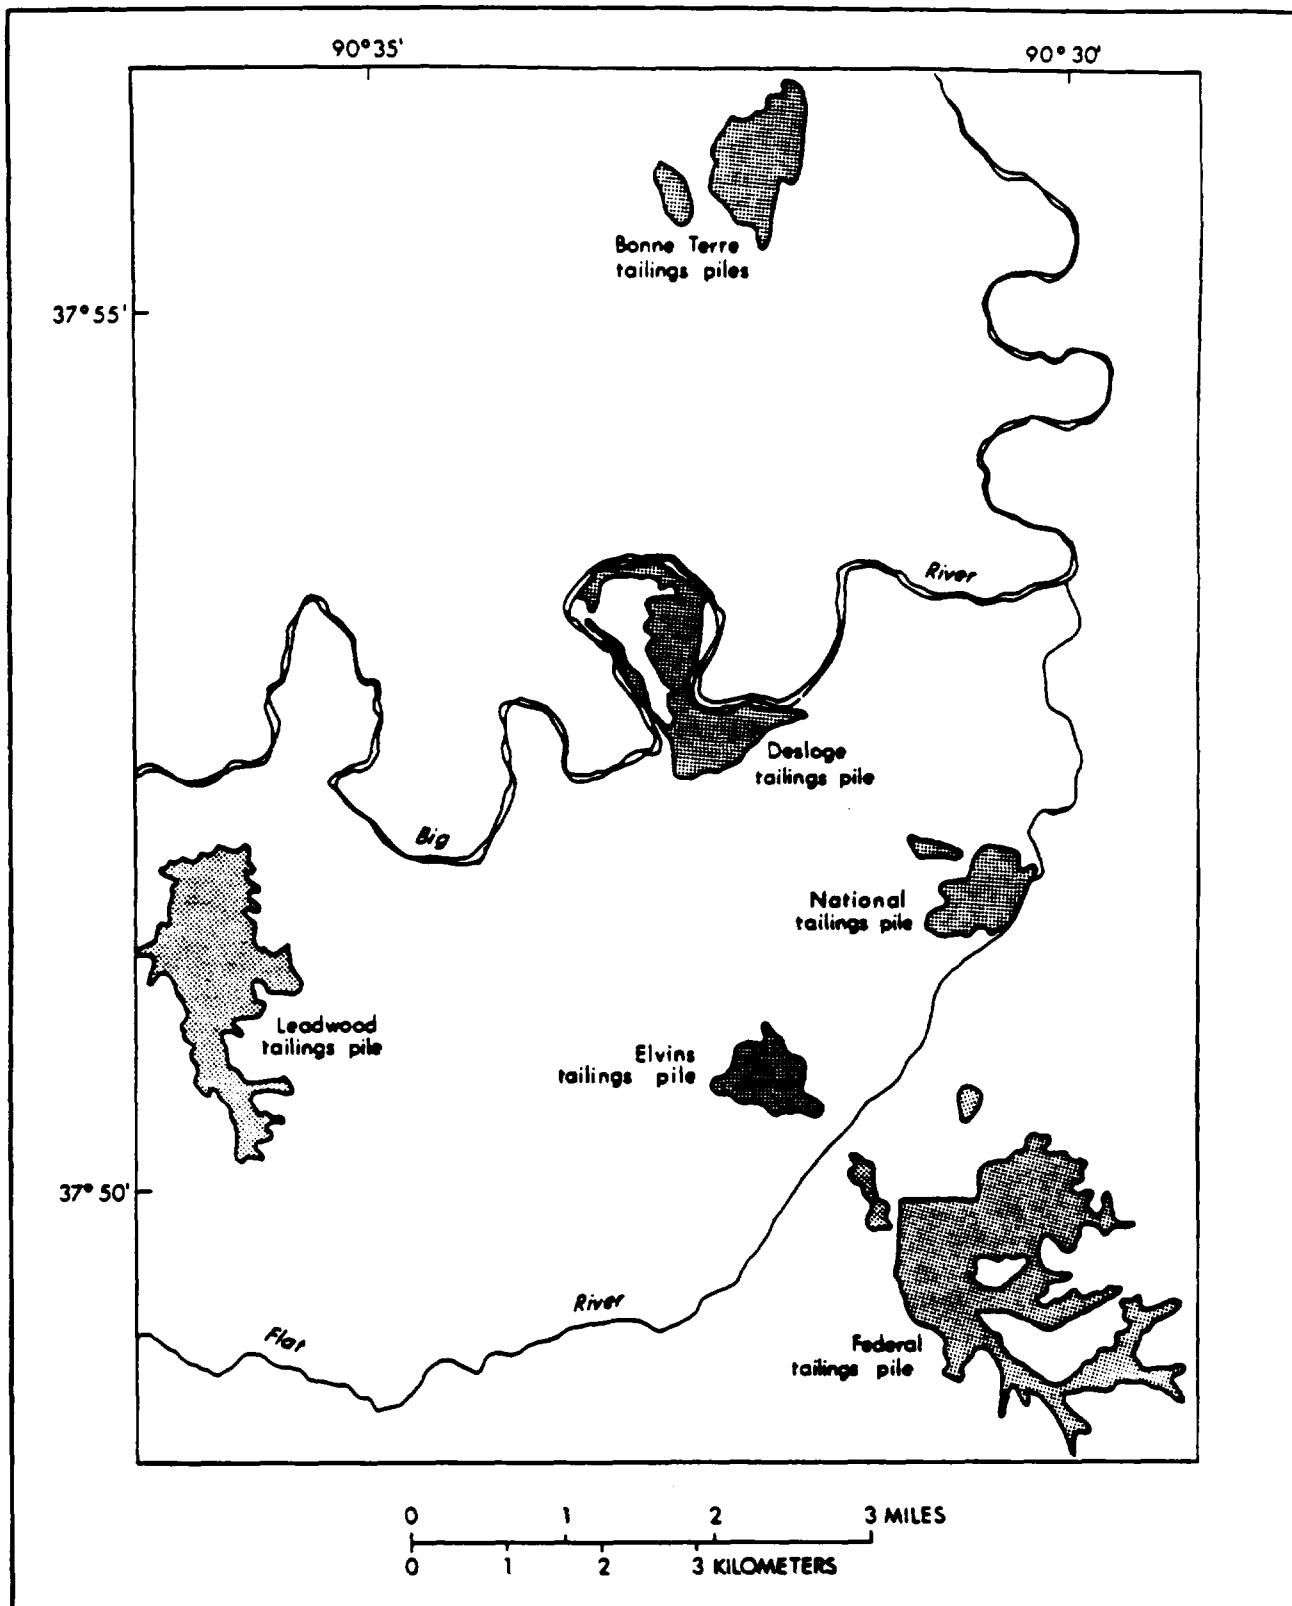 90°35'
90°30'
Bonne Terre
tailings piles
37°55'
River
Desloge
tailings pile
Big
National
tailings pile
Leadwood
tailings pile
Elvins
tailings pile
37°50'
River
Flat
Federal
tailings pile
0 1 2 3 MILES
0 1 2 3 KILOMETERS